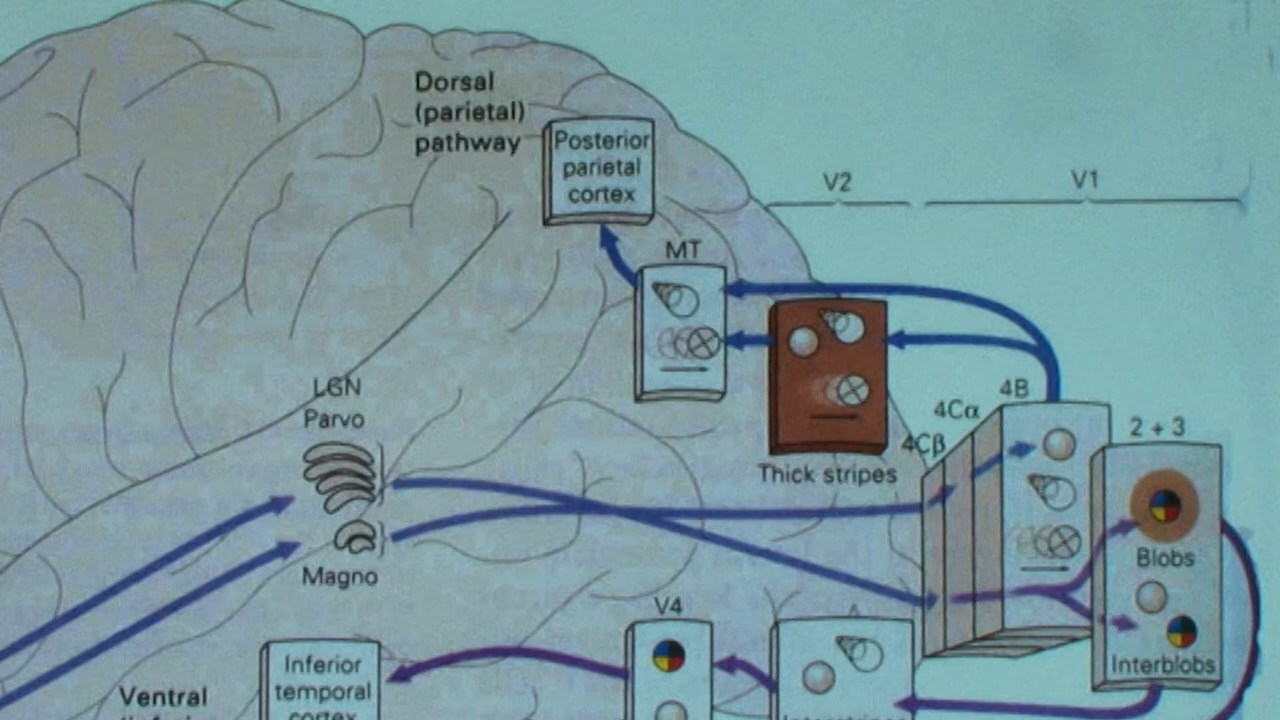 Dorsal
(parietal)
pathway
Posterior
parietal
cortex
V2
V1
MT
LGN
Parvo
4B
4Cα
4Cβ
2 + 3
Thick stripes
Blobs
Magno
V4
Interblobs
Inferior
temporal
cortex
Ventral